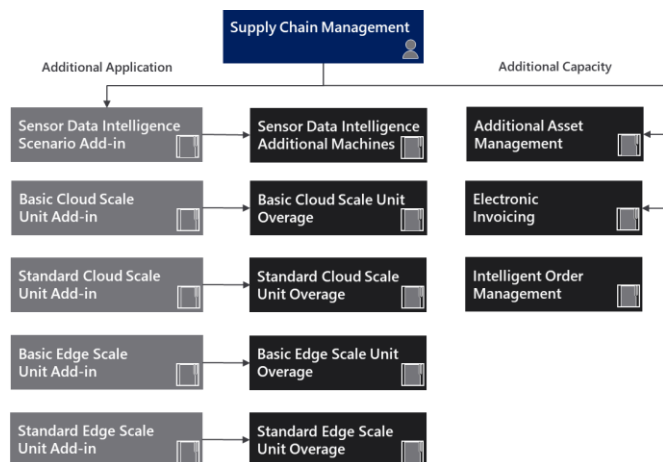 Supply Chain Management
Additional Application
Additional Capacity
Sensor Data Intelligence
Scenario Add-in
Sensor Data Intelligence
Additional Machines
Additional Asset
Management
Basic Cloud Scale
Unit Add-in
Basic Cloud Scale Unit
Overage
Electronic
Invoicing
Standard Cloud Scale
Unit Add-in
Standard Cloud Scale
Unit Overage
Intelligent Order
Management
Basic Edge Scale
Unit Add-in
Basic Edge Scale Unit
Overage
Standard Edge Scale
Unit Add-in
Standard Edge Scale
Unit Overage